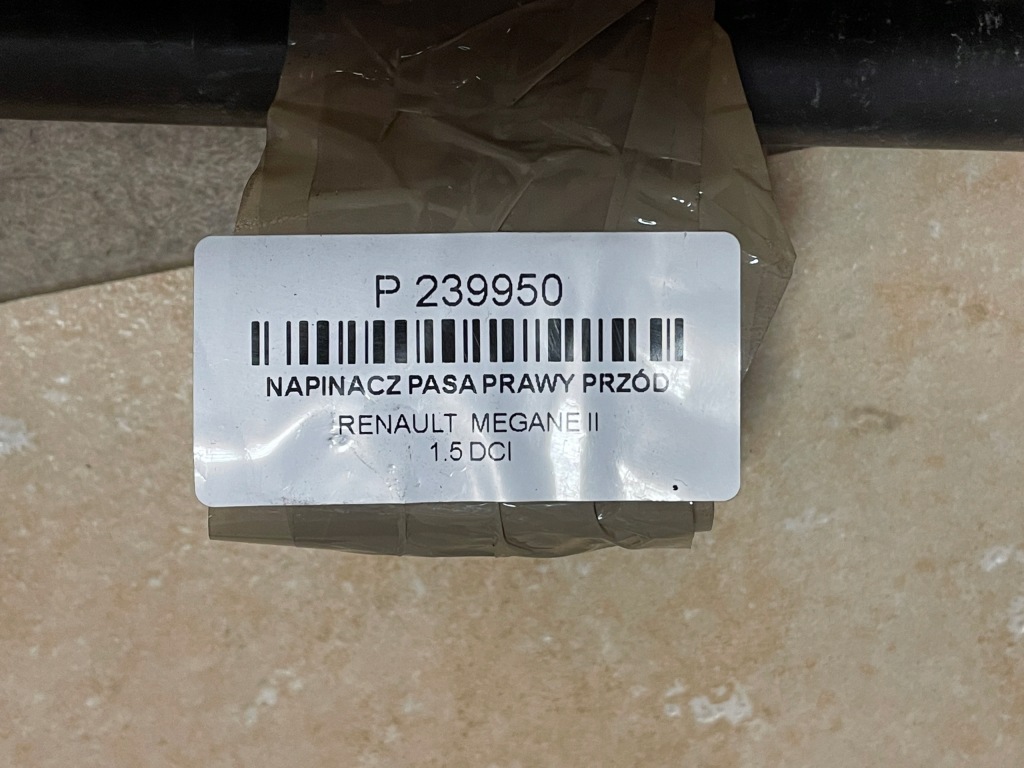 P 239950
NAPINACZ PASA PRAWY PRZÓD
RENAULT MEGANE II
1.5 DCI